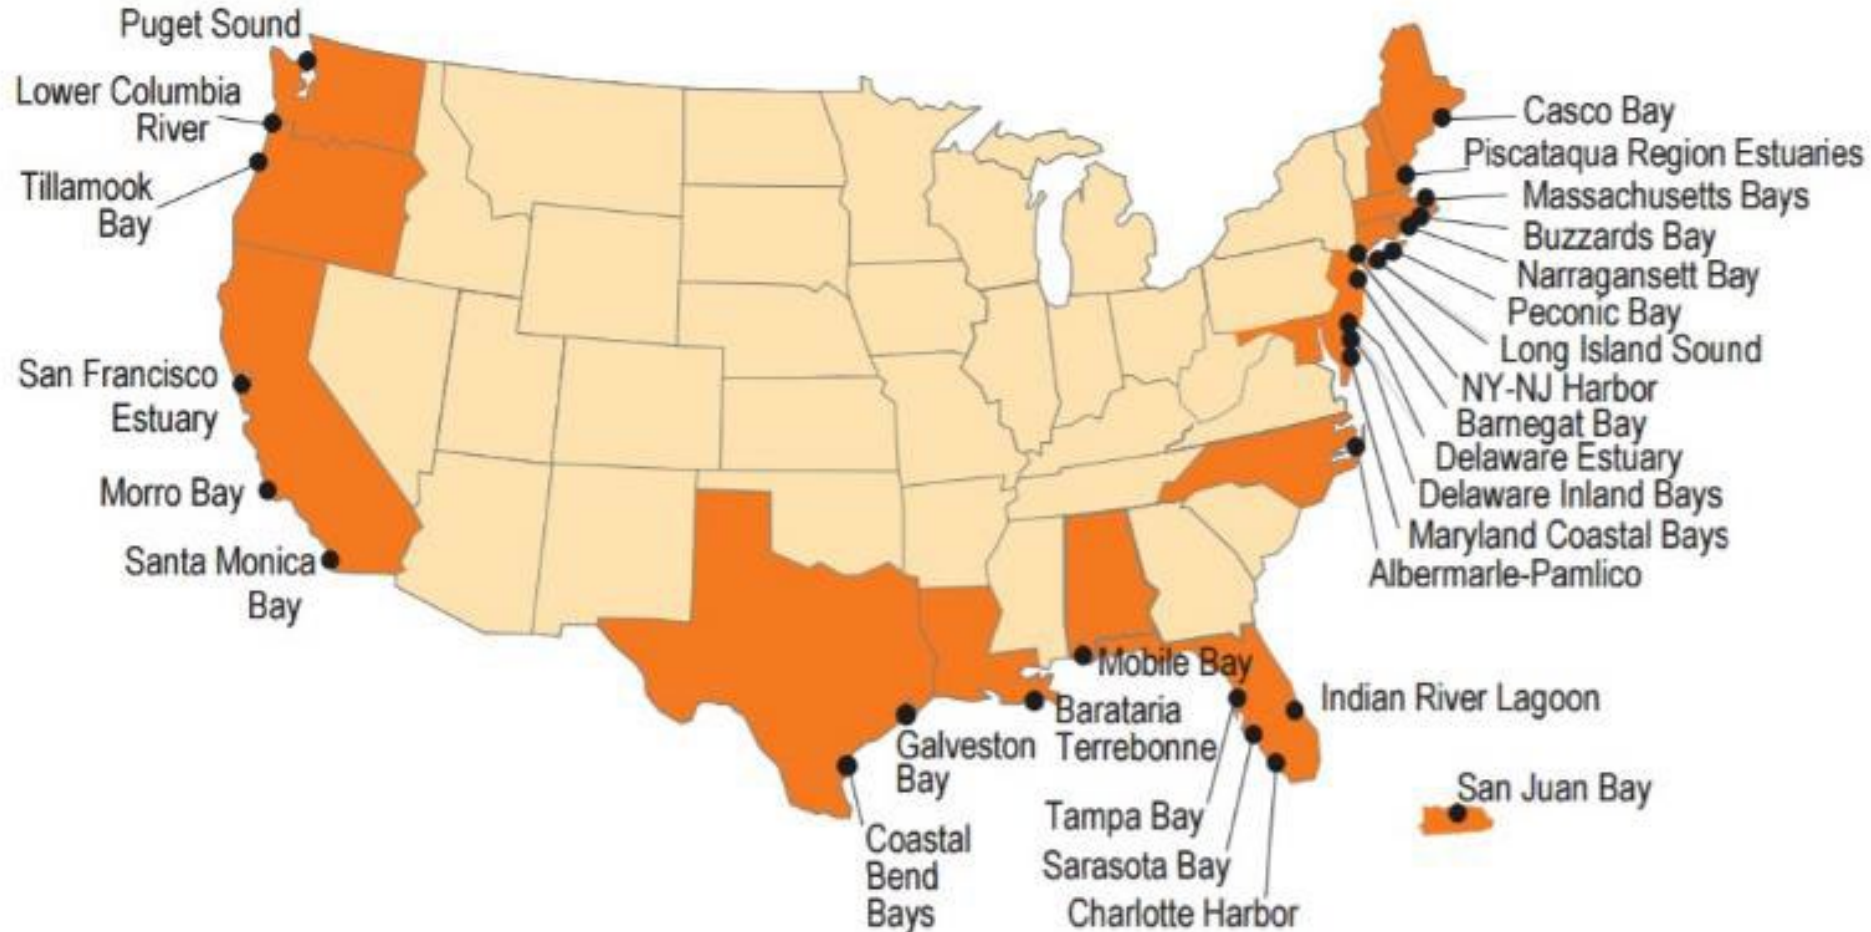 Puget Sound
Lower Columbia
River
Tillamook
Bay
San Francisco
Estuary
Morro Bay
Santa Monica
Bay
Casco Bay
Piscataqua Region Estuaries
Massachusetts Bays
Buzzards Bay
Narragansett Bay
Peconic Bay
Long Island Sound
NY-NJ Harbor
Barnegat Bay
Delaware Estuary
Delaware Inland Bays
Maryland Coastal Bays
Albermarle-Pamlico
Mobile Bay
Barataria
Terrebonne
Galveston
Bay
Coastal
Bend
Bays
Tampa Bay
Sarasota Bay
Charlotte Harbor
Indian River Lagoon
San Juan Bay